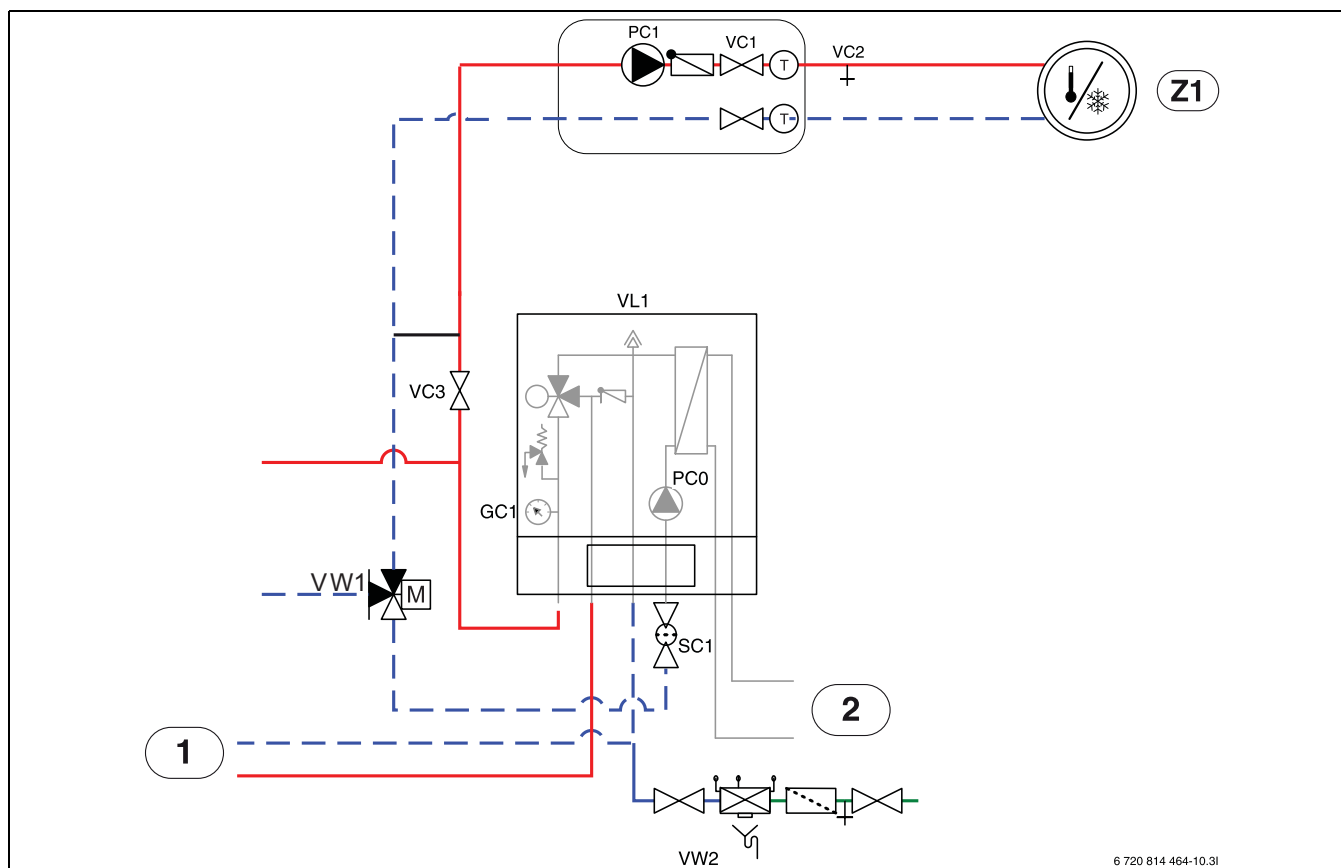 PC1
VC1
VC2
T
T
Z1
VL1
VC3
PC0
GC1
VW1
M
SC1
2
1
VW2
6 720 814 464-10.3I